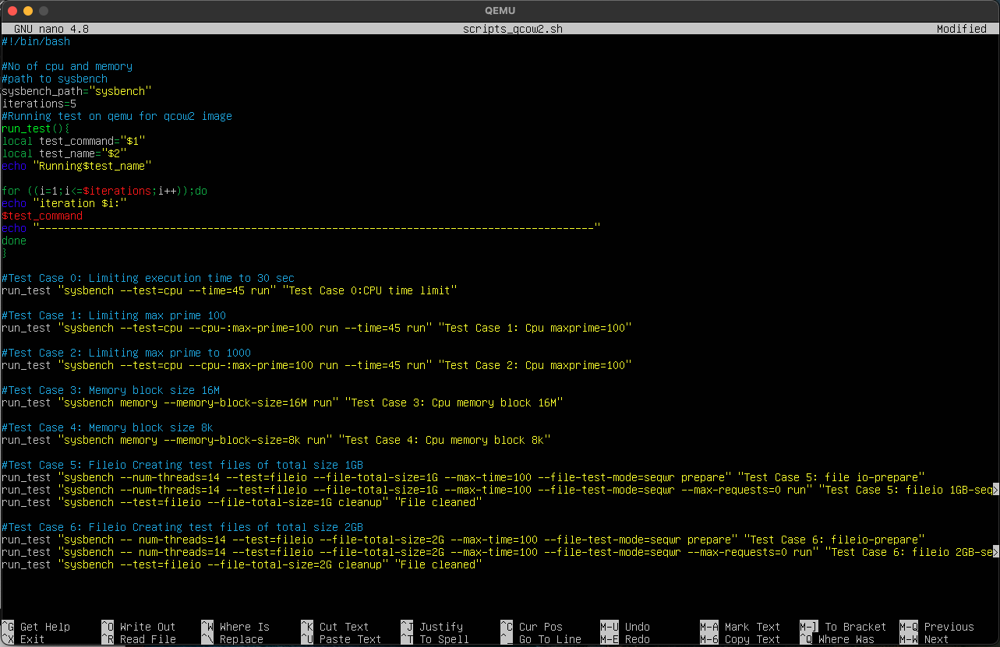 QEMU
GNU nano 4.8 scripts_qcow2.sh Modified
#!/bin/bash
#No of cpu and memory
#path to sysbench
sysbench_path="sysbench"
iterations=5
#Running test on qemu for qcow2 image
run_test(){
local test_command="$1"
local test_name="$2"
echo "Running$test_name"
for ((i=1;i<=$iterations;i++));do
echo "iteration $i:"
$test_command
echo "-----------------------------------------------------------------------------------------"
done
}
#Test Case 0: Limiting execution time to 30 sec
run_test "sysbench --test=cpu --time=45 run" "Test Case 0:CPU time limit"
#Test Case 1: Limiting max prime 100
run_test "sysbench --test=cpu --cpu-:max-prime=100 run --time=45 run" "Test Case 1: Cpu maxprime=100"
#Test Case 2: Limiting max prime to 1000
run_test "sysbench --test=cpu --cpu-:max-prime=100 run --time=45 run" "Test Case 2: Cpu maxprime=100"
#Test Case 3: Memory block size 16M
run_test "sysbench memory --memory-block-size=16M run" "Test Case 3: Cpu memory block 16M"
#Test Case 4: Memory block size 8k
run_test "sysbench memory --memory-block-size=8k run" "Test Case 4: Cpu memory block 8k"
#Test Case 5: Fileio Creating test files of total size 1GB
run_test "sysbench --num-threads=14 --test=fileio --file-total-size=1G --max-time=100 --file-test-mode=seqwr prepare" "Test Case 5: file io-prepare"
run_test "sysbench --num-threads=14 --test=fileio --file-total-size=1G --max-time=100 --file-test-mode=seqwr --max-requests=0 run" "Test Case 5: fileio 1GB-seq>
run_test "sysbench --test=fileio --file-total-size=1G cleanup" "File cleaned"
#Test Case 6: Fileio Creating test files of total size 2GB
run_test "sysbench -- num-threads=14 --test=fileio --file-total-size=2G --max-time=100 --file-test-mode=seqwr prepare" "Test Case 6: fileio-prepare"
run_test "sysbench -- num-threads=14 --test=fileio --file-total-size=2G --max-time=100 --file-test-mode=seqwr --max-requests=0 run" "Test Case 6: fileio 2GB-se>
run_test "sysbench --test=fileio --file-total-size=2G cleanup" "File cleaned"
^G Get Help ^O Write Out ^W Where Is ^K Cut Text ^J Justify ^C Cur Pos M-U Undo M-A Mark Text M-] To Bracket M-Q Previous
^X Exit ^R Read File ^\ Replace ^U Paste Text ^T To Spell ^_ Go To Line M-E Redo M-6 Copy Text ^Q Where Was M-W Next